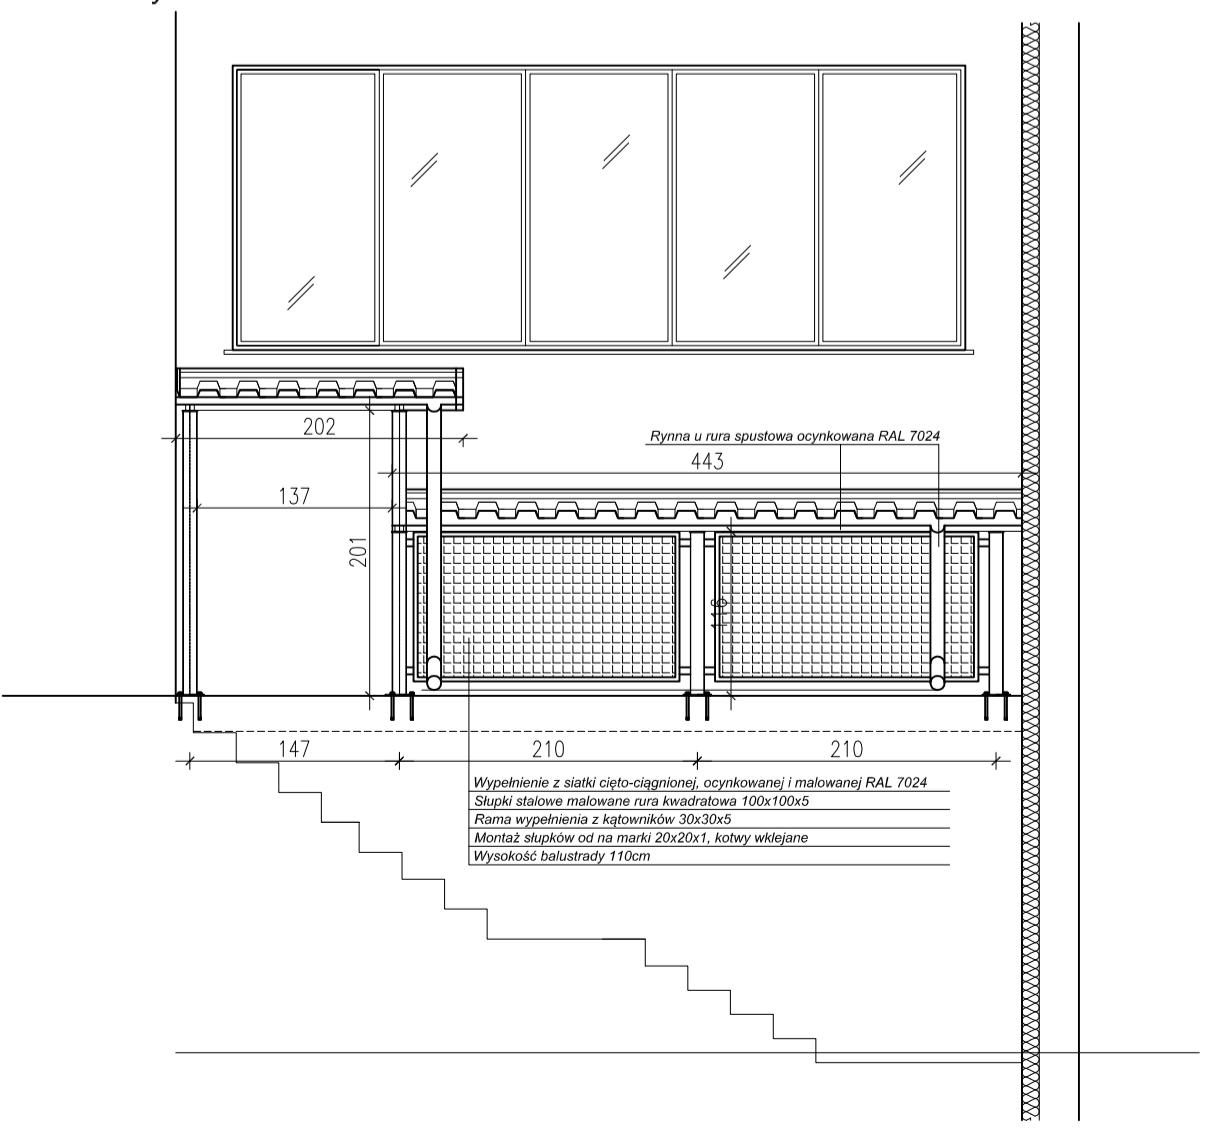 202
Rynna u rura spustowa ocynkowana RAL 7024
443
137
201
116
147
210
210
Wypełnienie z siatki cięto-ciągnionej, ocynkowanej i malowanej RAL 7024
Słupki stalowe malowane rura kwadratowa 100x100x5
Rama wypełnienia z kątowników 30x30x5
Montaż słupków od na marki 20x20x1, kotwy wklejane
Wysokość balustrady 110cm